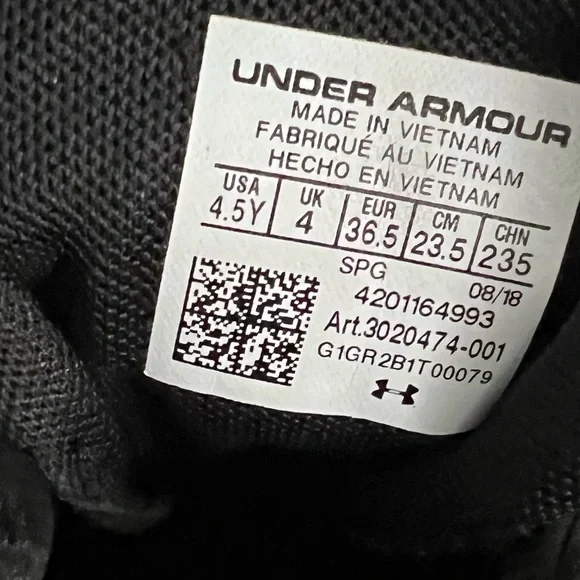 UNDER ARMOUR
MADE IN VIETNAM
FABRIQUÉ AU VIETNAM
HECHO EN VIETNAM
USA UK EUR CM CHN
4.5Y 4 36.5 23.5 235
SPG 08/18
4201164993
Art.3020474-001
G1GR2B1T00079